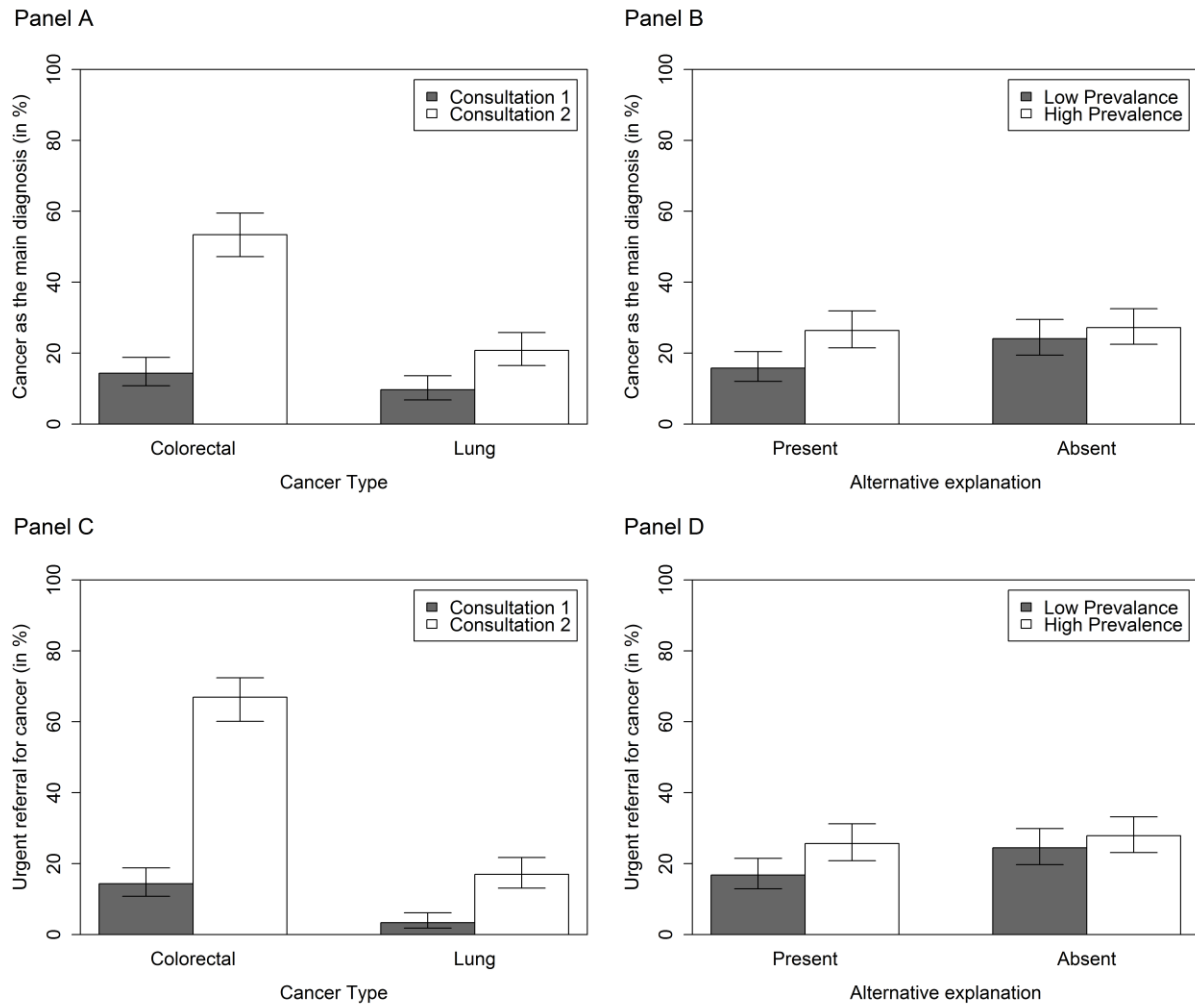 Panel A
Cancer as the main diagnosis (in %)
100
80
60
40
20
0
Consultation 1
Consultation 2
Colorectal
Lung
Cancer Type
Panel B
Cancer as the main diagnosis (in %)
100
80
60
40
20
0
Low Prevalance
High Prevalence
Present
Absent
Alternative explanation
Panel C
Urgent referral for cancer (in %)
100
80
60
40
20
0
Consultation 1
Consultation 2
Colorectal
Lung
Cancer Type
Panel D
Urgent referral for cancer (in %)
100
80
60
40
20
0
Low Prevalance
High Prevalence
Present
Absent
Alternative explanation